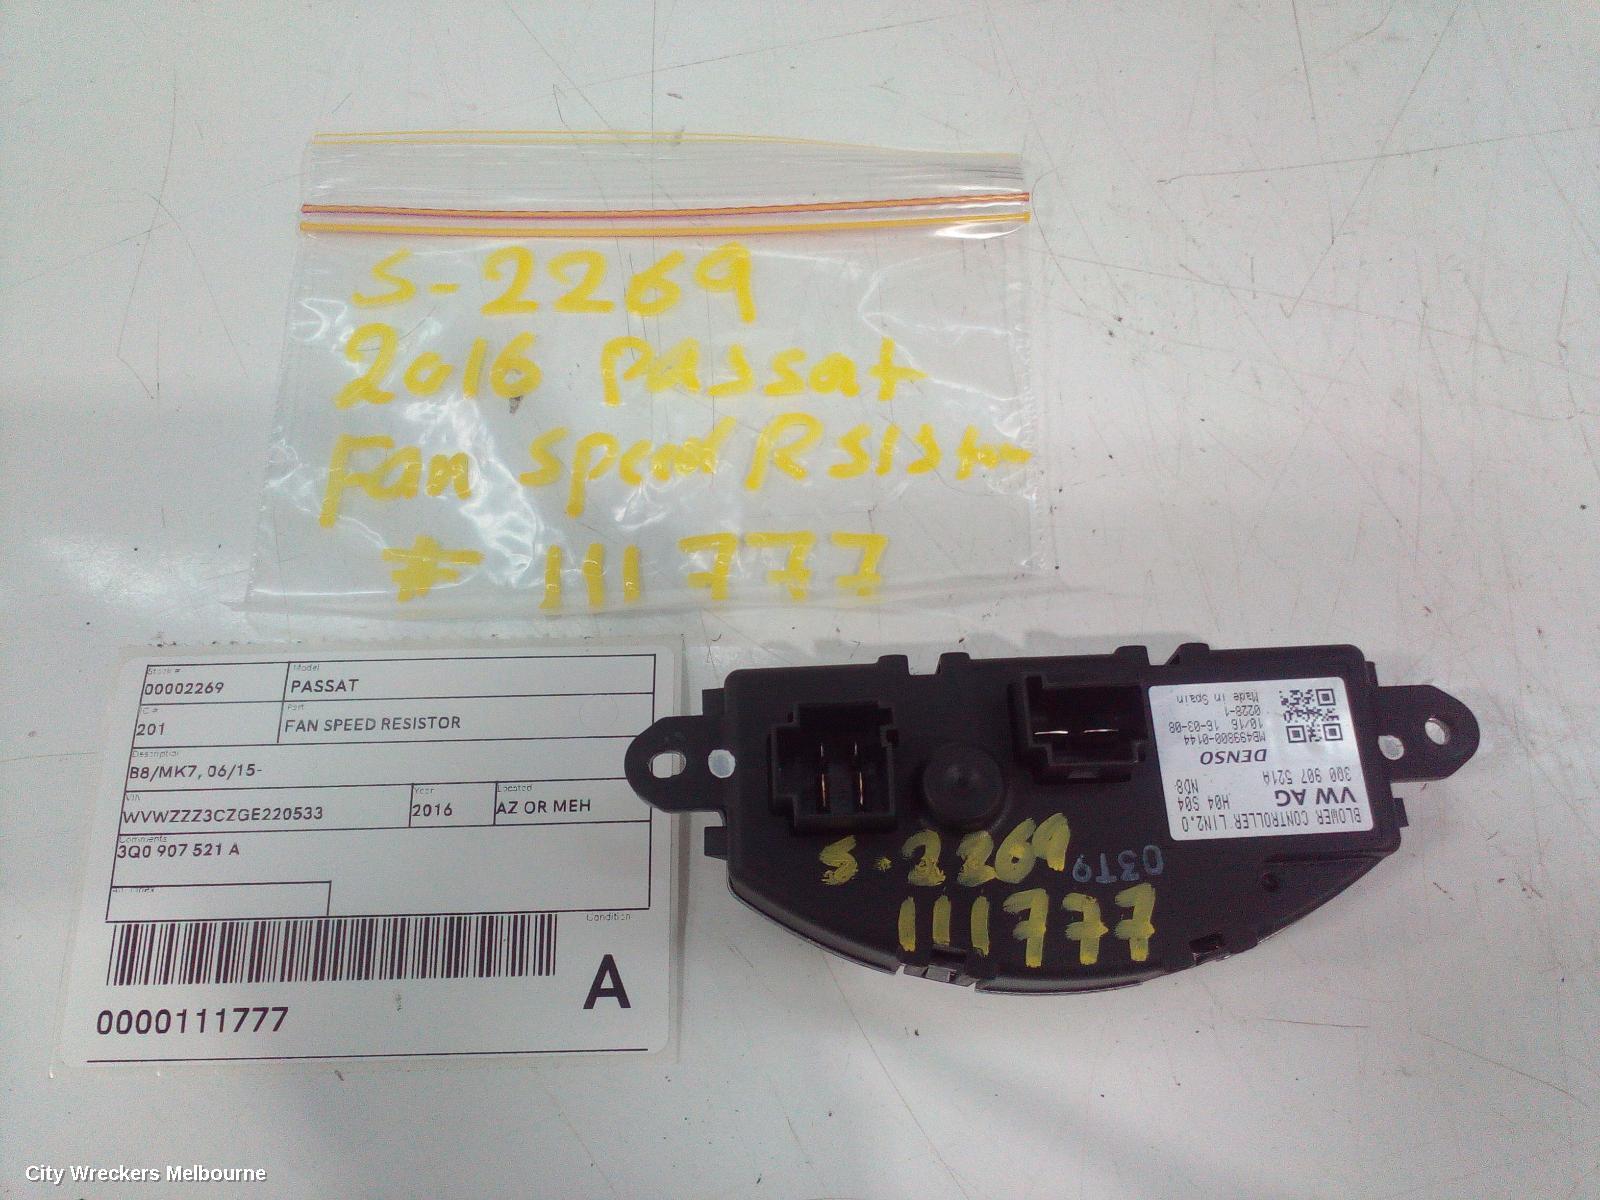 S-2269
2016 Passat
Fan speed Rsistor
# 111777
Stock #
Model
00002269
PASSAT
IC #
Part
201
FAN SPEED RESISTOR
Description
B8/MK7, 06/15-
VIN
Year
Located
WVWZZZ3CZGE220533
2016
AZ OR MEH
Comments
3Q0 907 521 A
Condition
A
0000111777
BLOWER CONTROLLER LIN2.0
VW AG H04 S04
3Q0 907 521A ND8
DENSO
MB499800-0144
10/16 16-03-08
0228-1
Made in Spain
S-2269
03T9
111777
City Wreckers Melbourne